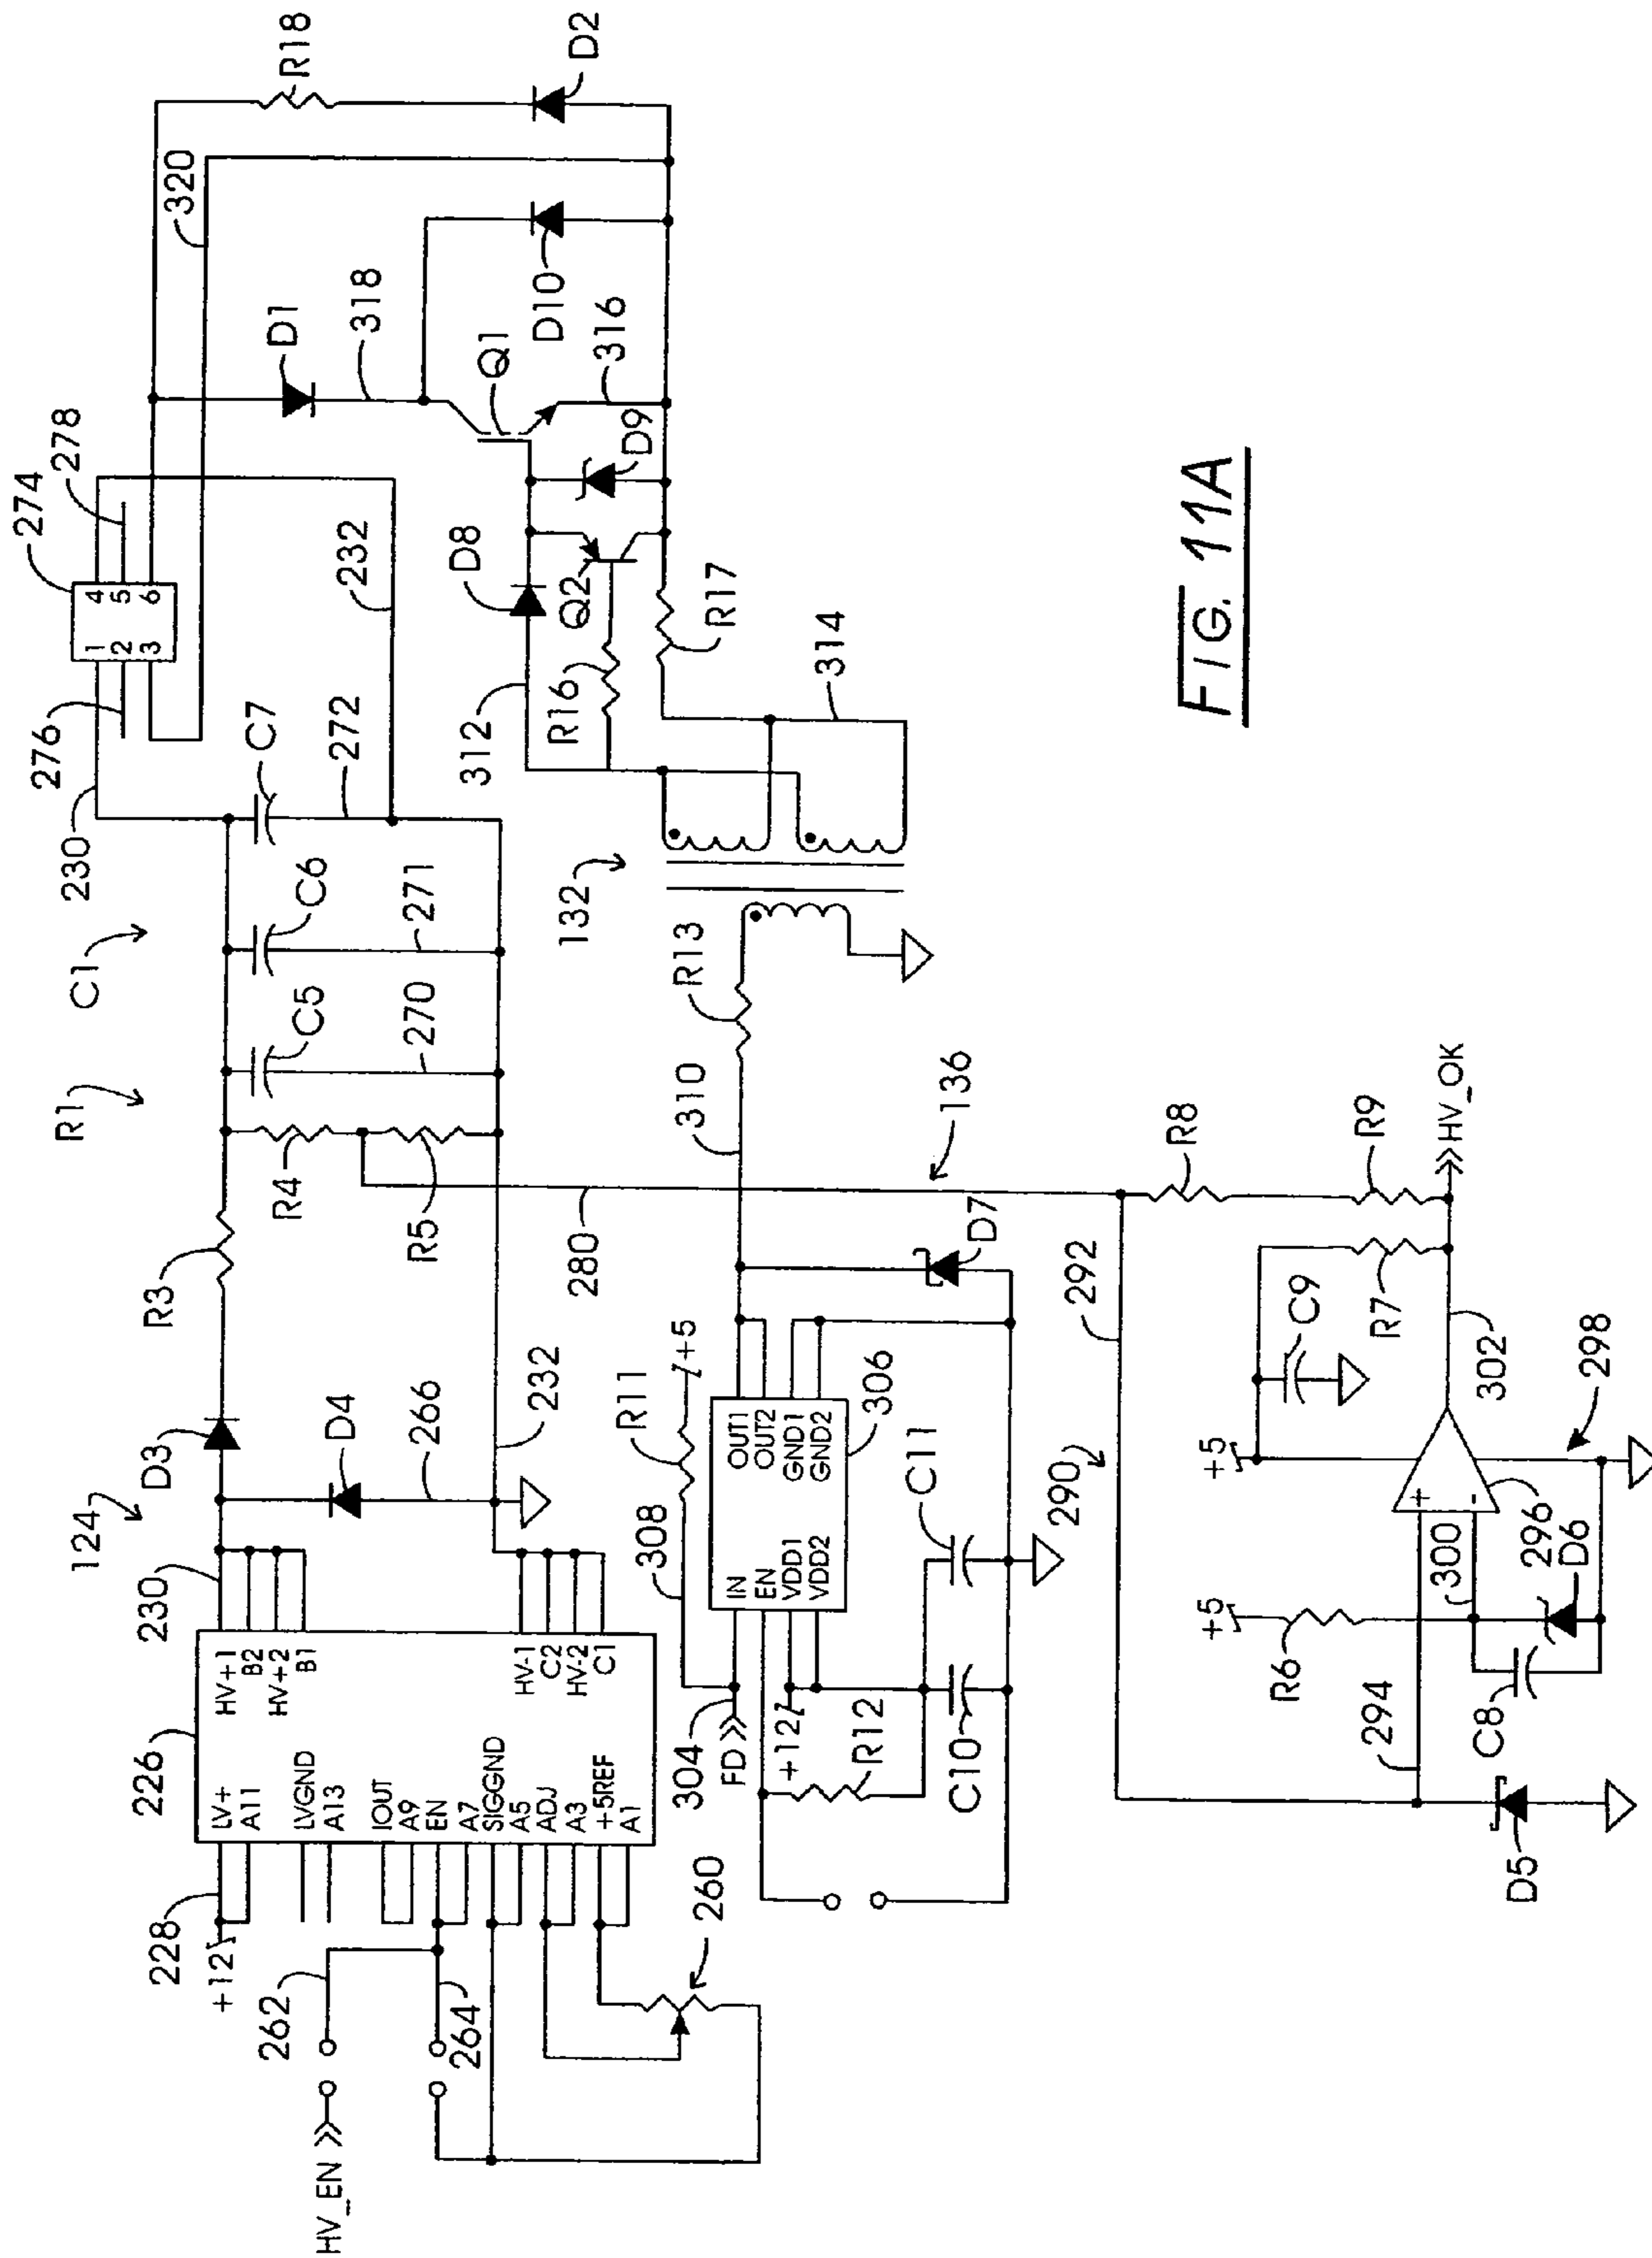 274
278
R18
D2
320
276
230
C7
272
232
D1
318
D10
Q1
316
D9
D8
Q2
R17
312
R16
314
1 4
2 5
3 6
C1
C6
271
R1
C5
270
R4
R5
R3
280
132
R13
310
136
124
D3
D4
266
232
230
226
228
+12
LV+
A11
LVGND
A13
IOUT
A9
EN
A7
SIGGND
A5
ADJ
A3
+5REF
A1
HV+1
B2
HV+2
B1
HV-1
C2
HV-2
C1
262
264
HV_EN
260
308
R11
+5
304
FD
IN
EN
VDD1
VDD2
OUT1
OUT2
GND1
GND2
306
+12
R12
C10
C11
D7
290
292
R8
R9
HV_OK
C9
R7
302
298
+5
+
-
296
300
D6
+5
R6
294
C8
D5
FIG. 11A